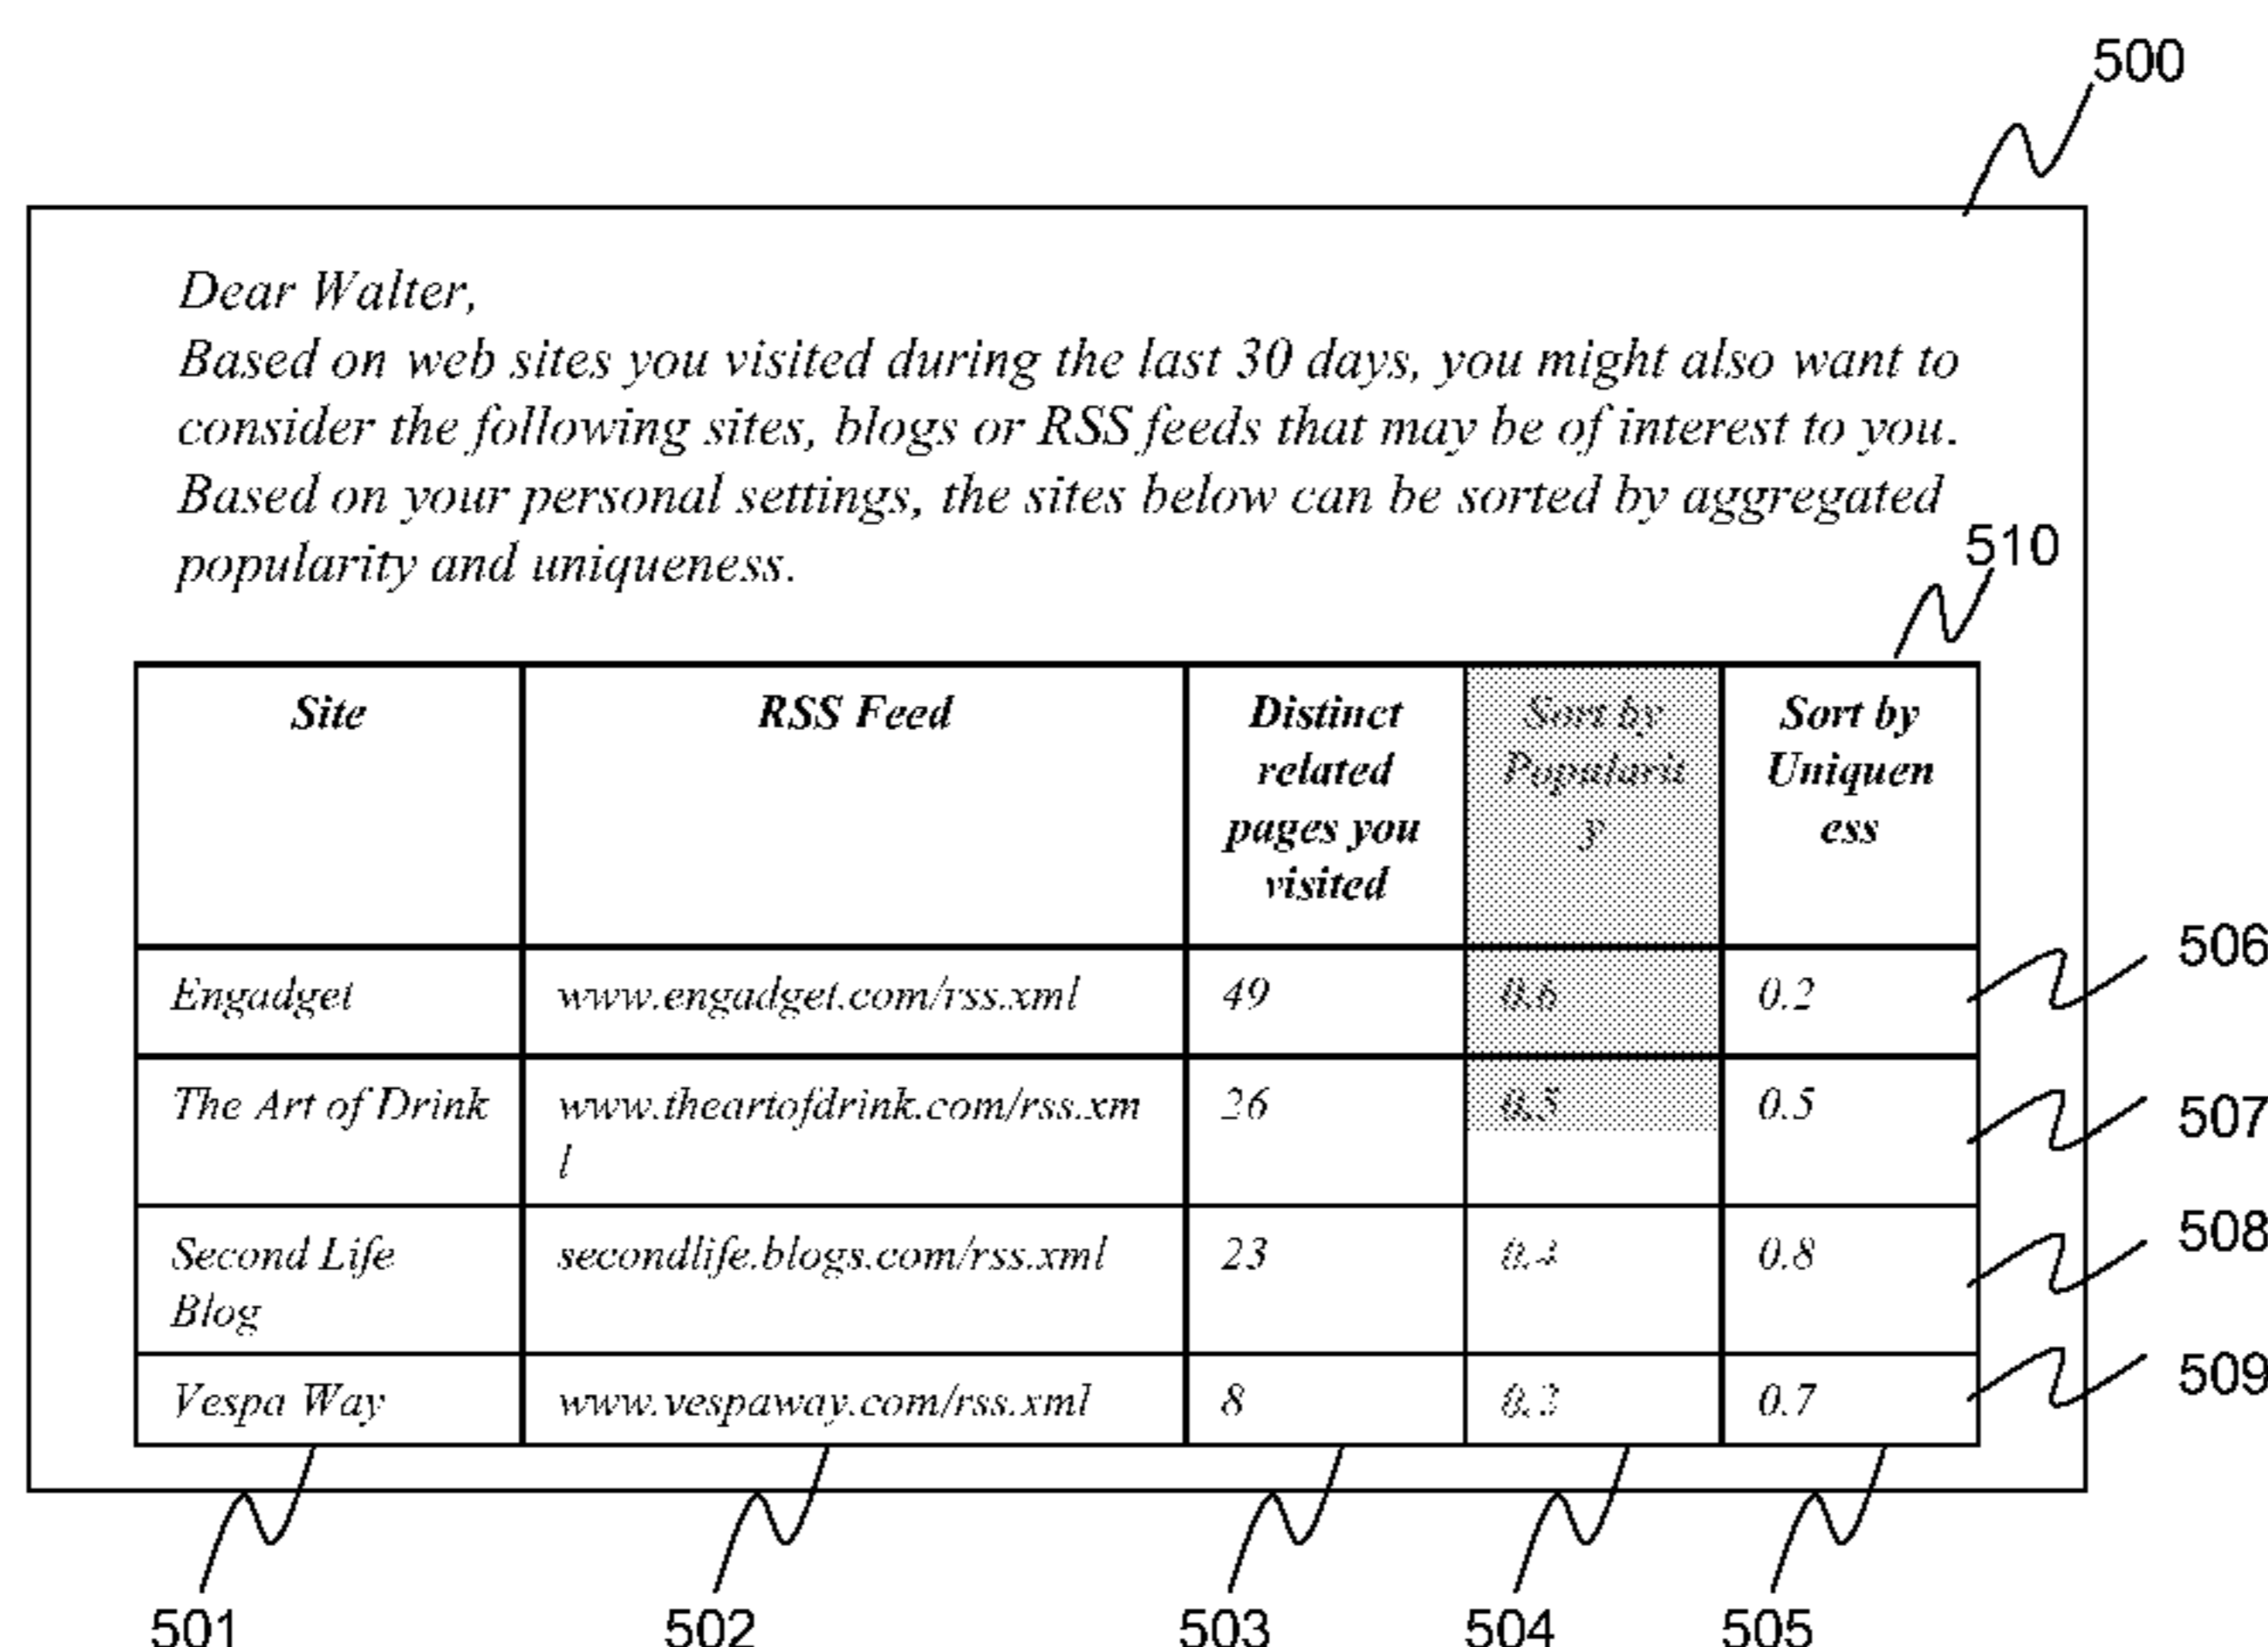 500
Dear Walter,
Based on web sites you visited during the last 30 days, you might also want to
consider the following sites, blogs or RSS feeds that may be of interest to you.
Based on your personal settings, the sites below can be sorted by aggregated
popularity and uniqueness.
510
Site
RSS Feed
Distinct
related
pages you
visited
Sort by
Popularit
y
Sort by
Uniquen
ess
Engadget
www.engadget.com/rss.xml
49
0.6
0.2
506
The Art of Drink
www.theartofdrink.com/rss.xm
l
26
0.5
507
Second Life
Blog
secondlife.blogs.com/rss.xml
23
0.8
508
Vespa Way
www.vespaway.com/rss.xml
8
0.7
509
501
502
503
504
505